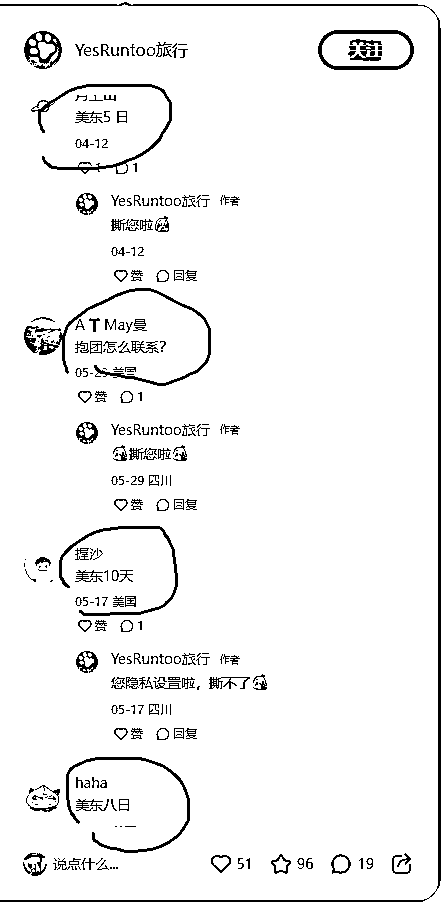 YesRuntoo旅行
关注
美东5 日
04-12
1 1
YesRuntoo旅行 作者
撕您啦
04-12
赞 回复
A T May曼
抱团怎么联系?
美国
赞 1
YesRuntoo旅行 作者
撕您啦
05-29 四川
赞 回复
捏沙
美东10天
05-17 美国
赞 1
YesRuntoo旅行 作者
您隐私设置啦，撕不了
05-17 四川
赞 回复
haha
美东八日
说点什么... 51 96 19